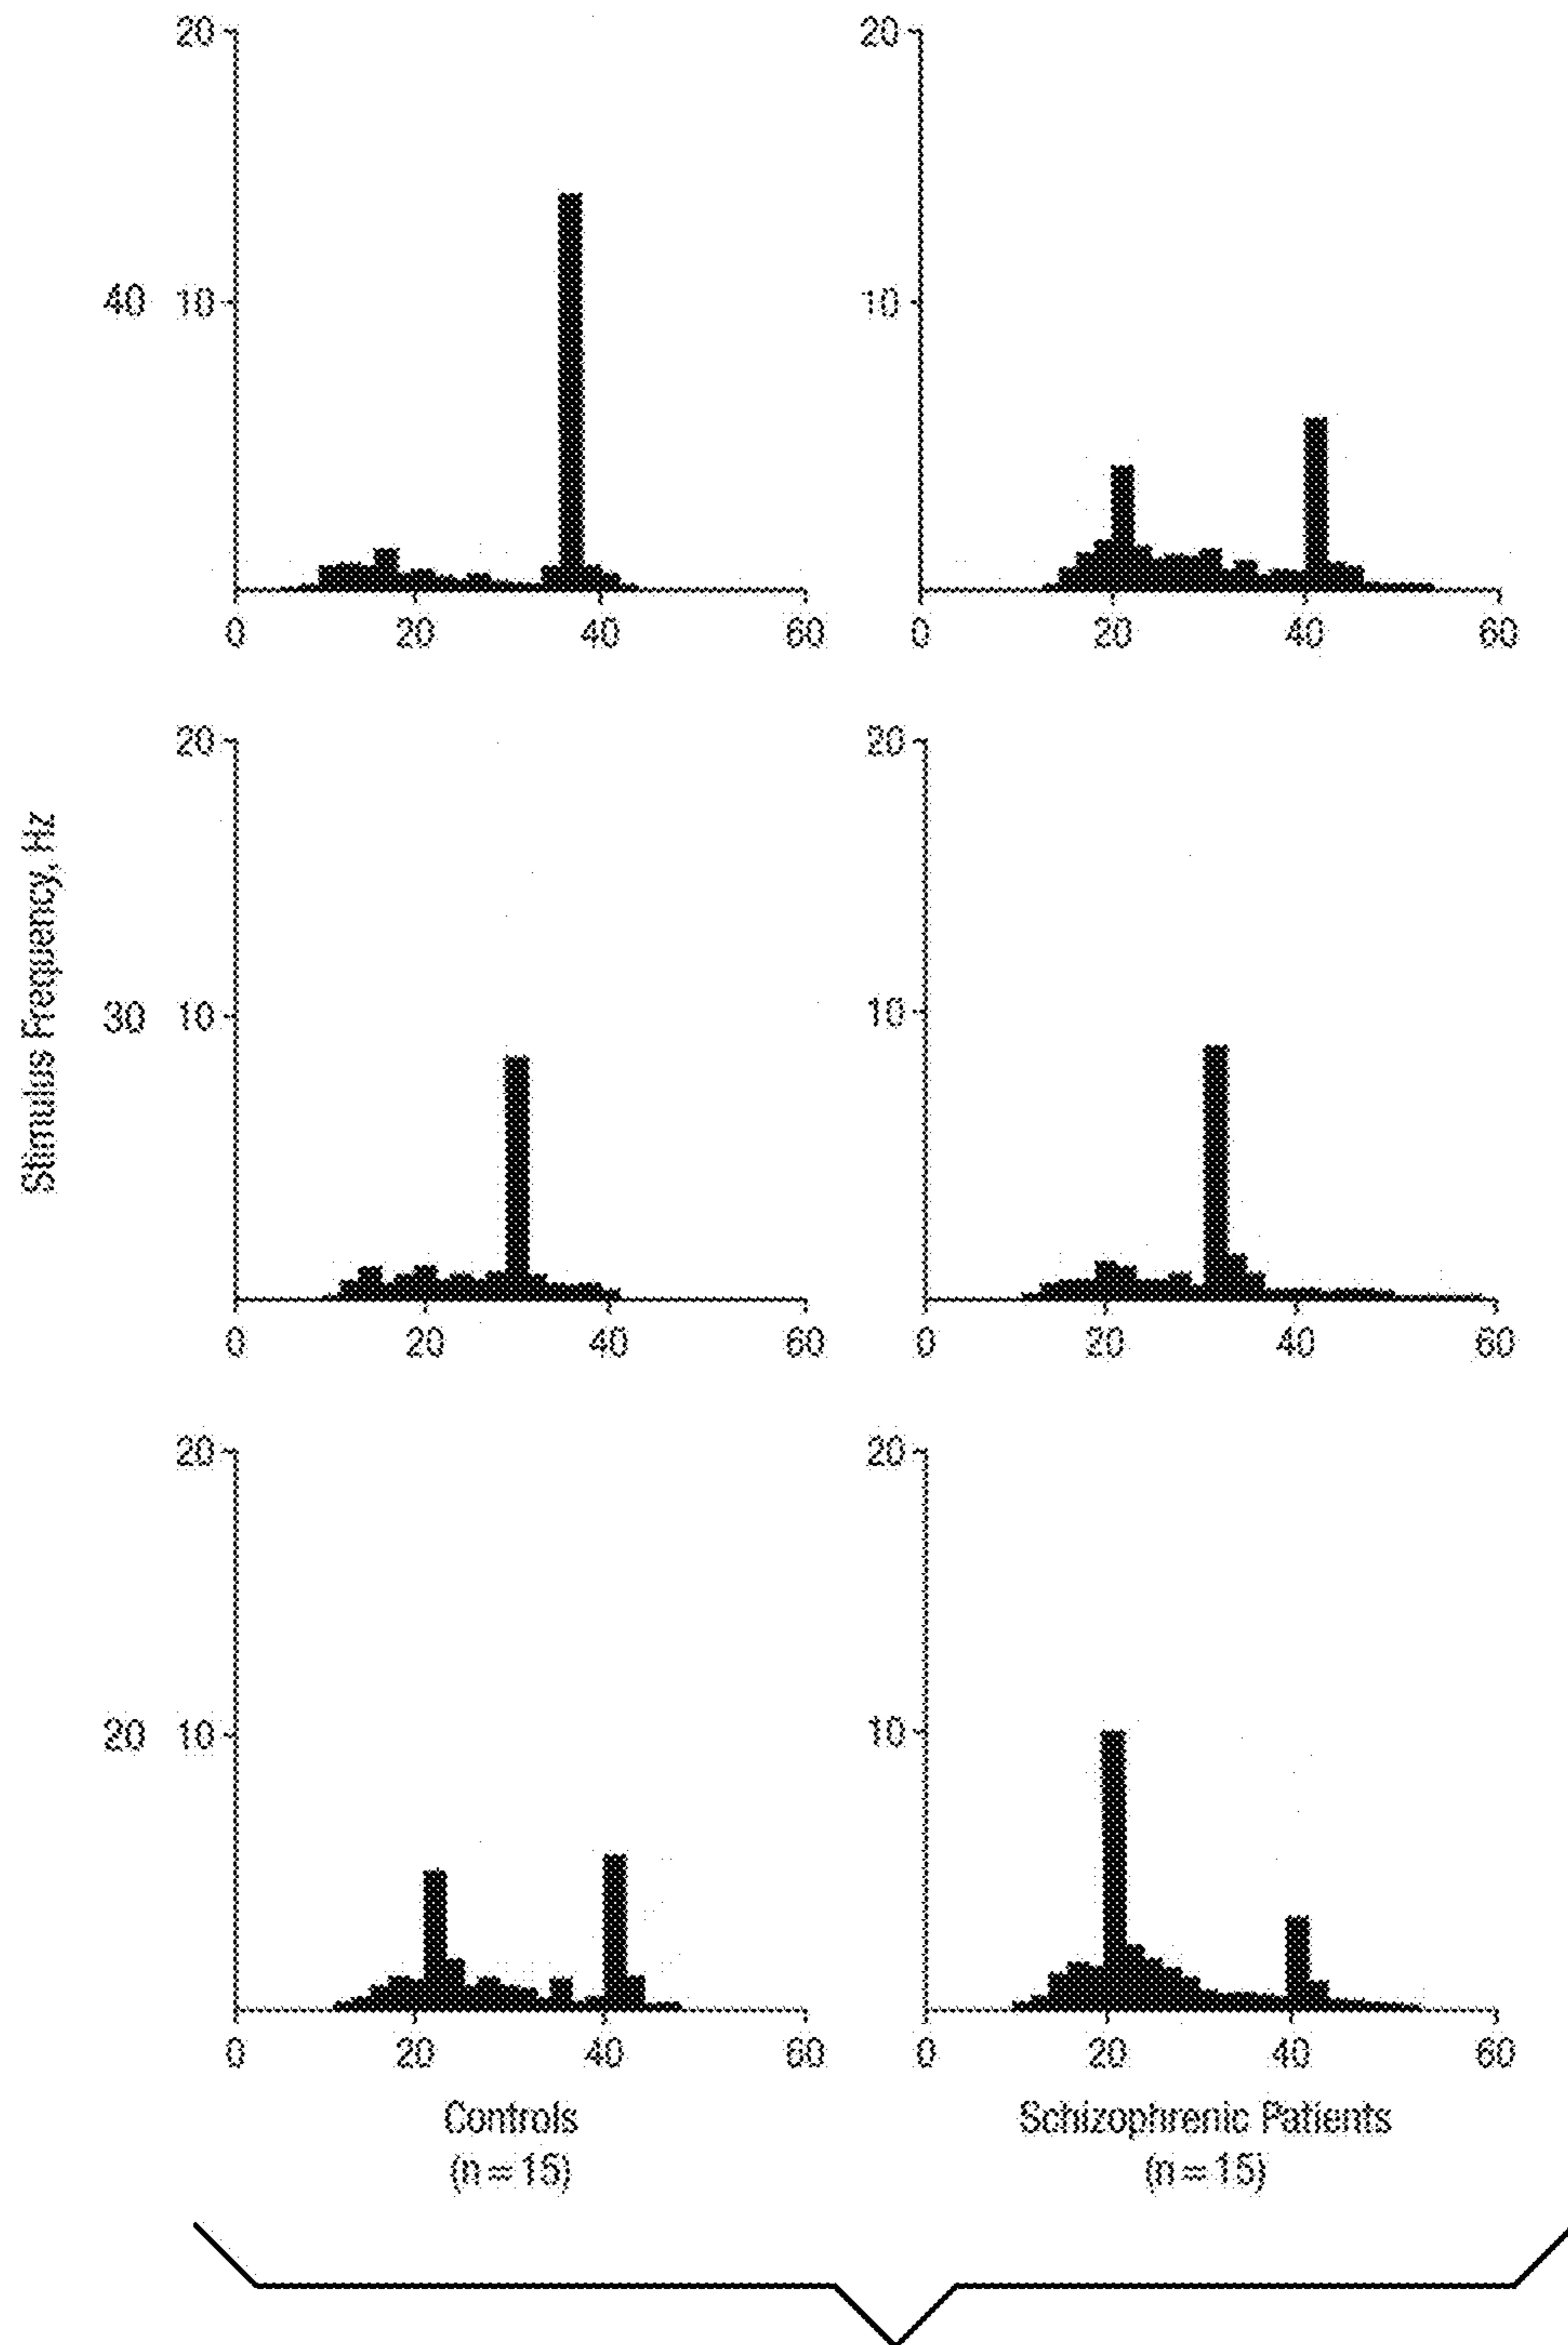 20
20
40 10
10
0 20 40 60
0 20 40 60
Stimulus Frequency, Hz
20
20
30 10
10
0 20 40 60
0 20 40 60
20
20
20 10
10
0 20 40 60
0 20 40 60
Controls
(n = 15)
Schizophrenic Patients
(n = 15)